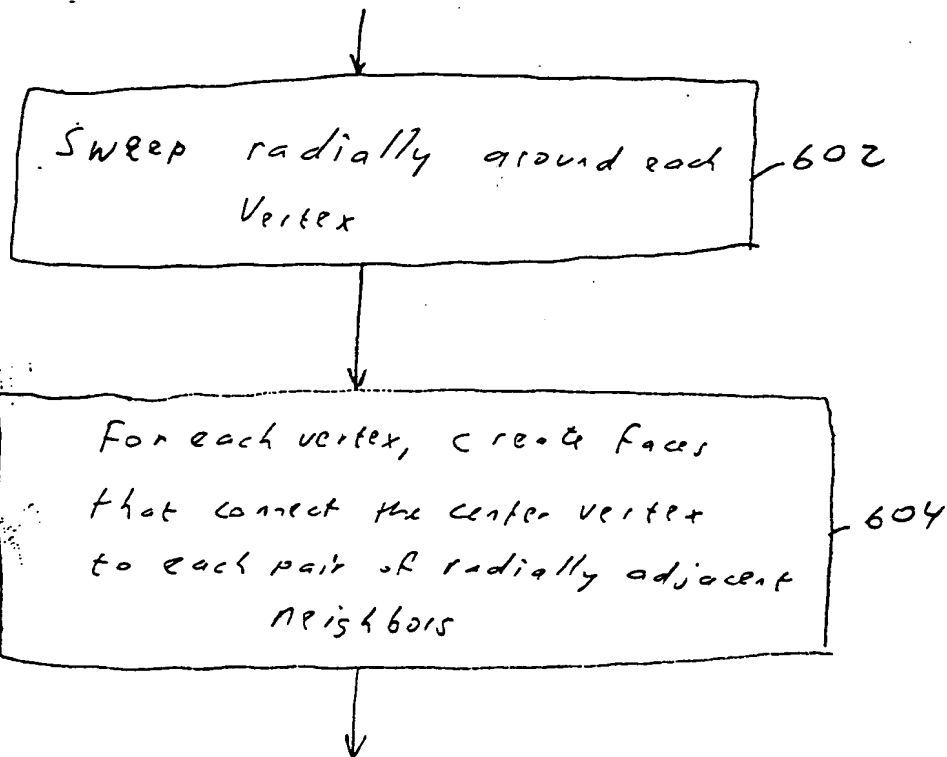 Sweep radially around each
Vertex
602
For each vertex, create faces
that connect the center vertex
to each pair of radially adjacent
neighbors
604